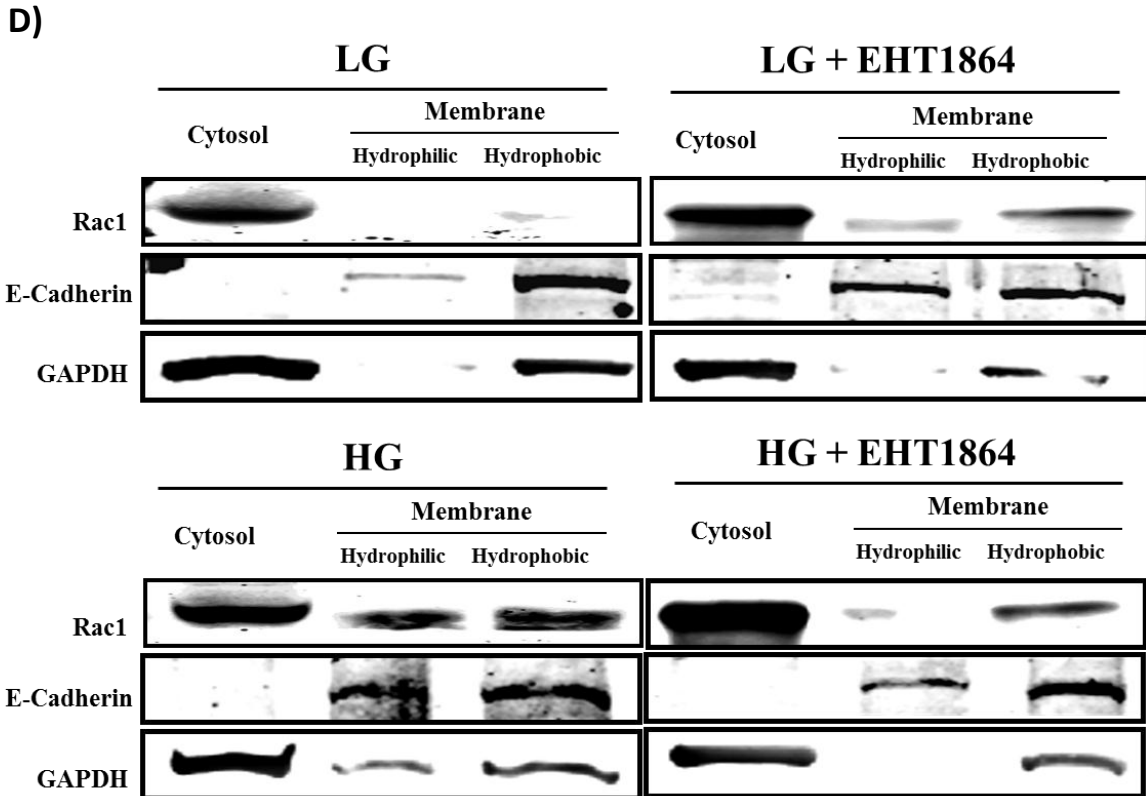 D)
LG
LG + EHT1864
Cytosol
Membrane
Hydrophilic Hydrophobic
Cytosol
Membrane
Hydrophilic Hydrophobic
Rac1
E-Cadherin
GAPDH
HG
HG + EHT1864
Cytosol
Membrane
Hydrophilic Hydrophobic
Cytosol
Membrane
Hydrophilic Hydrophobic
Rac1
E-Cadherin
GAPDH